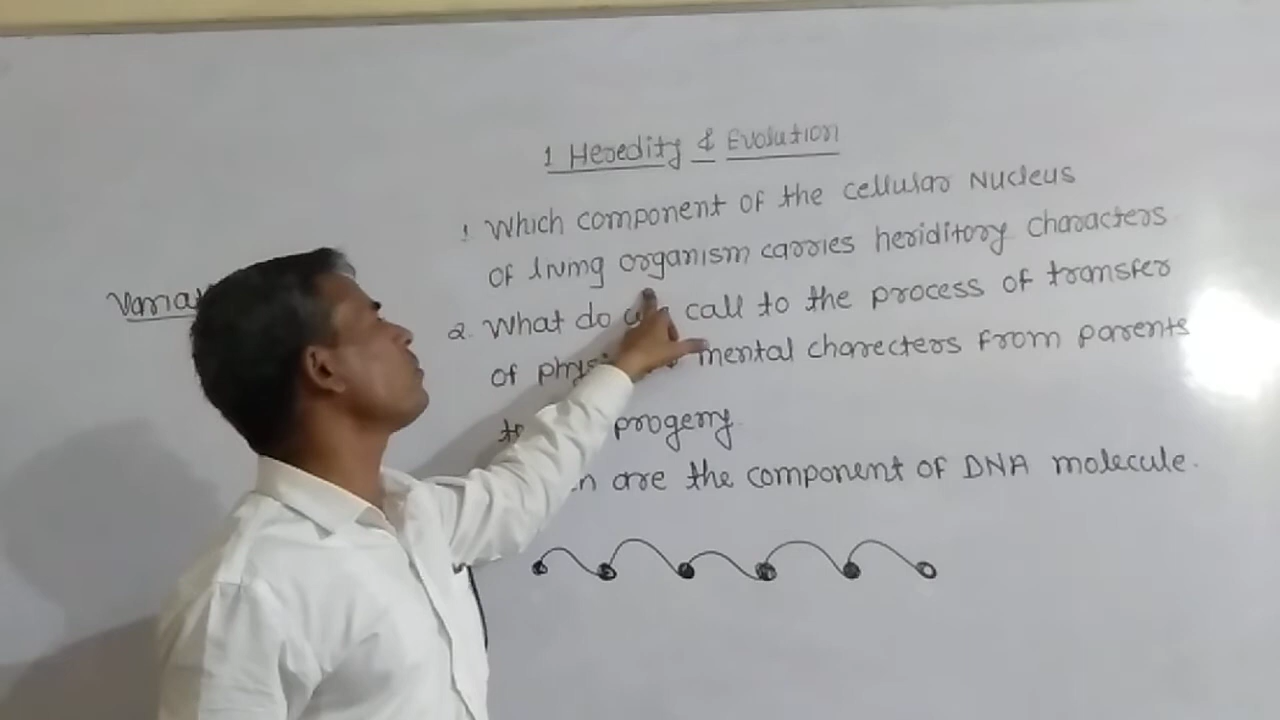 1 Heredity & Evolution
1 Which component of the cellular Nucleus
of living organism carries heriditory characters
2. What do call to the process of transfer
of mental charecters from parents
progeny
are the component of DNA molecule.